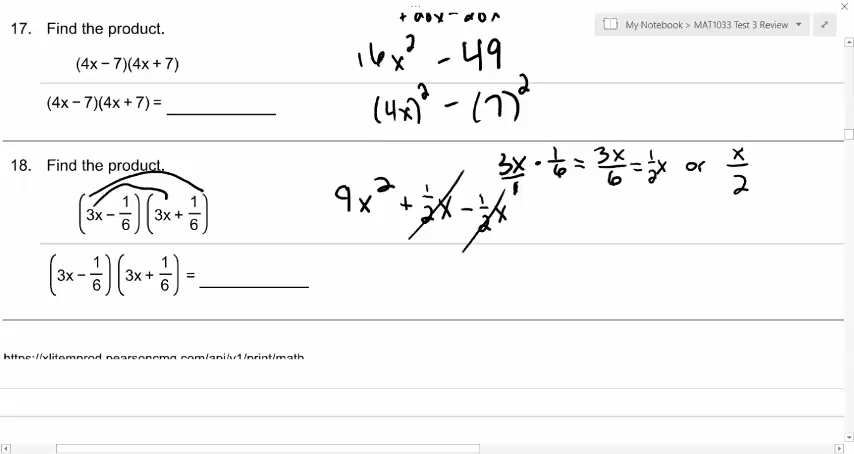 My Notebook > MAT1033 Test 3 Review
17. Find the product.
16x² - 49
(4x − 7)(4x + 7)
(4x − 7)(4x + 7) =
(4x)² - (7)²
18. Find the product.
3x/1 · 1/6 = 3x/6 = 1/2x or x/2
(3x − 1/6)(3x + 1/6)
9x² + 1/2x - 1/2x
(3x − 1/6)(3x + 1/6) =